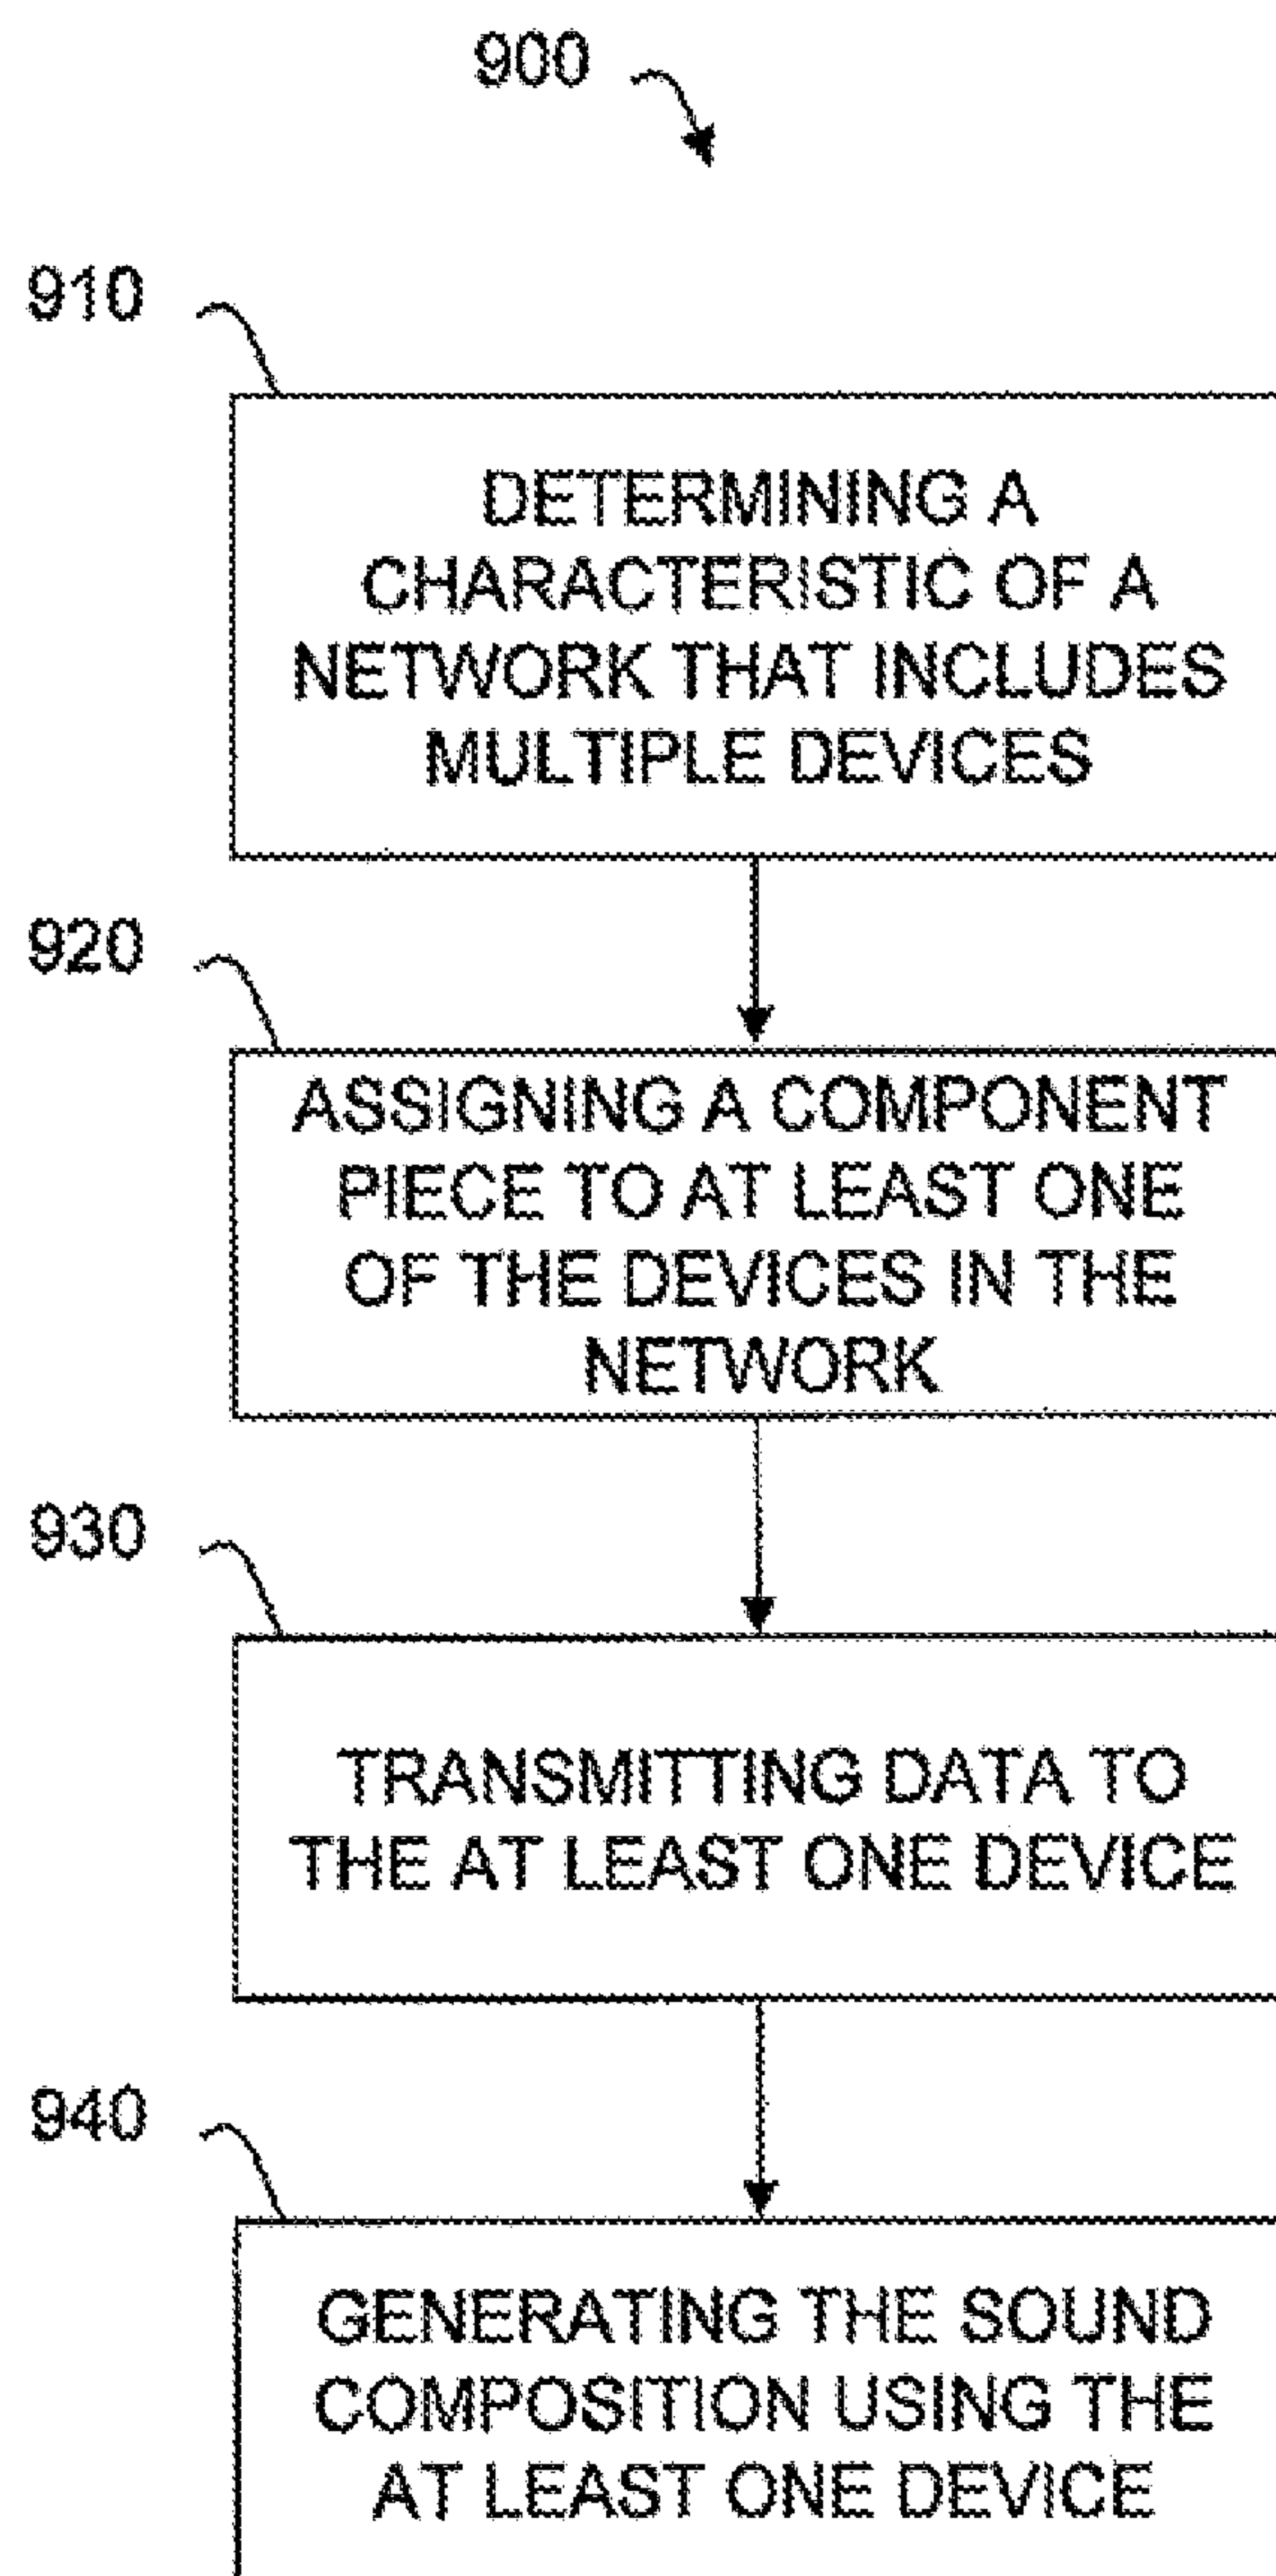 900
910
DETERMINING A
CHARACTERISTIC OF A
NETWORK THAT INCLUDES
MULTIPLE DEVICES
920
ASSIGNING A COMPONENT
PIECE TO AT LEAST ONE
OF THE DEVICES IN THE
NETWORK
930
TRANSMITTING DATA TO
THE AT LEAST ONE DEVICE
940
GENERATING THE SOUND
COMPOSITION USING THE
AT LEAST ONE DEVICE